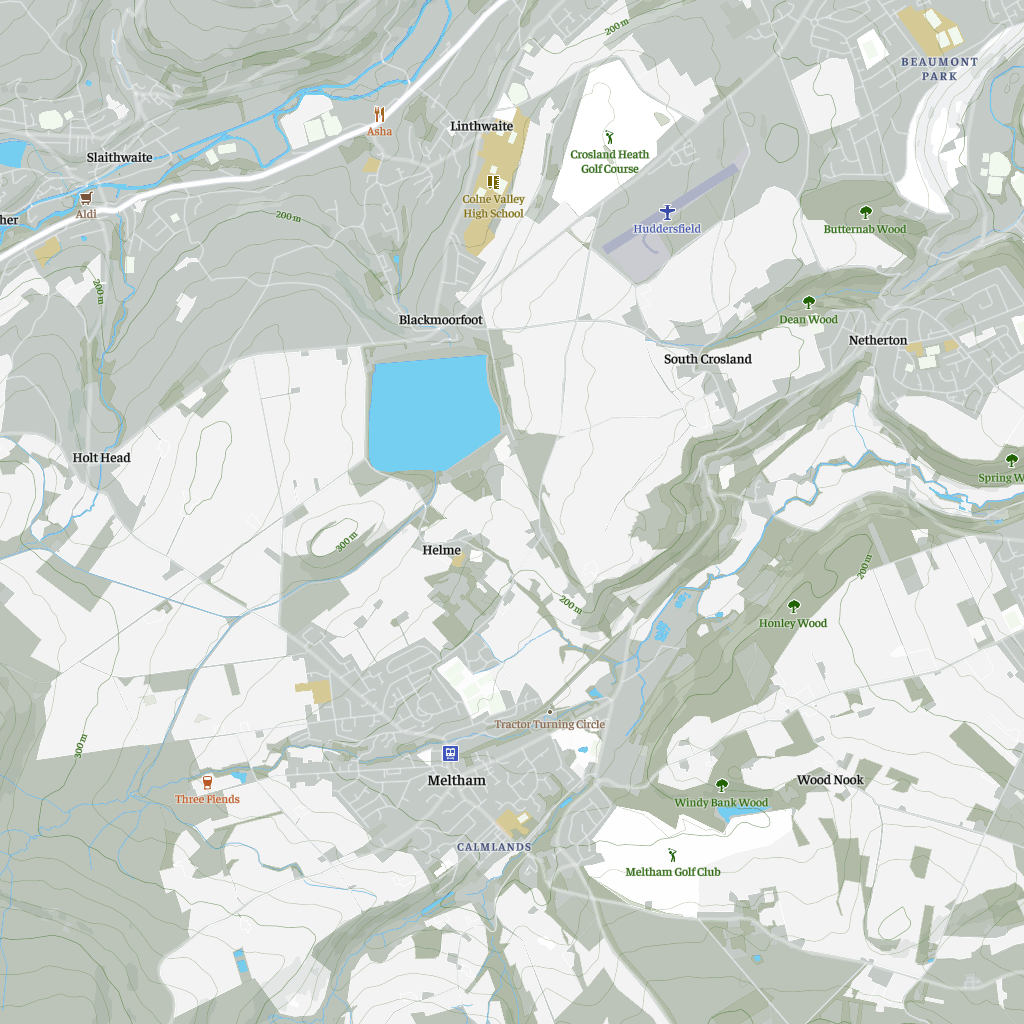 200 m
BEAUMONT
PARK
Asha
Linthwaite
Slaithwaite
Crosland Heath
Golf Course
Colne Valley
High School
Aldi
her
200 m
Huddersfield
Butternab Wood
200 m
Dean Wood
Blackmoorfoot
Netherton
South Crosland
Holt Head
Spring W
300 m
Helme
200 m
200 m
Honley Wood
Tractor Turning Circle
300 m
Meltham
Wood Nook
Three Fiends
Windy Bank Wood
CALMLANDS
Meltham Golf Club